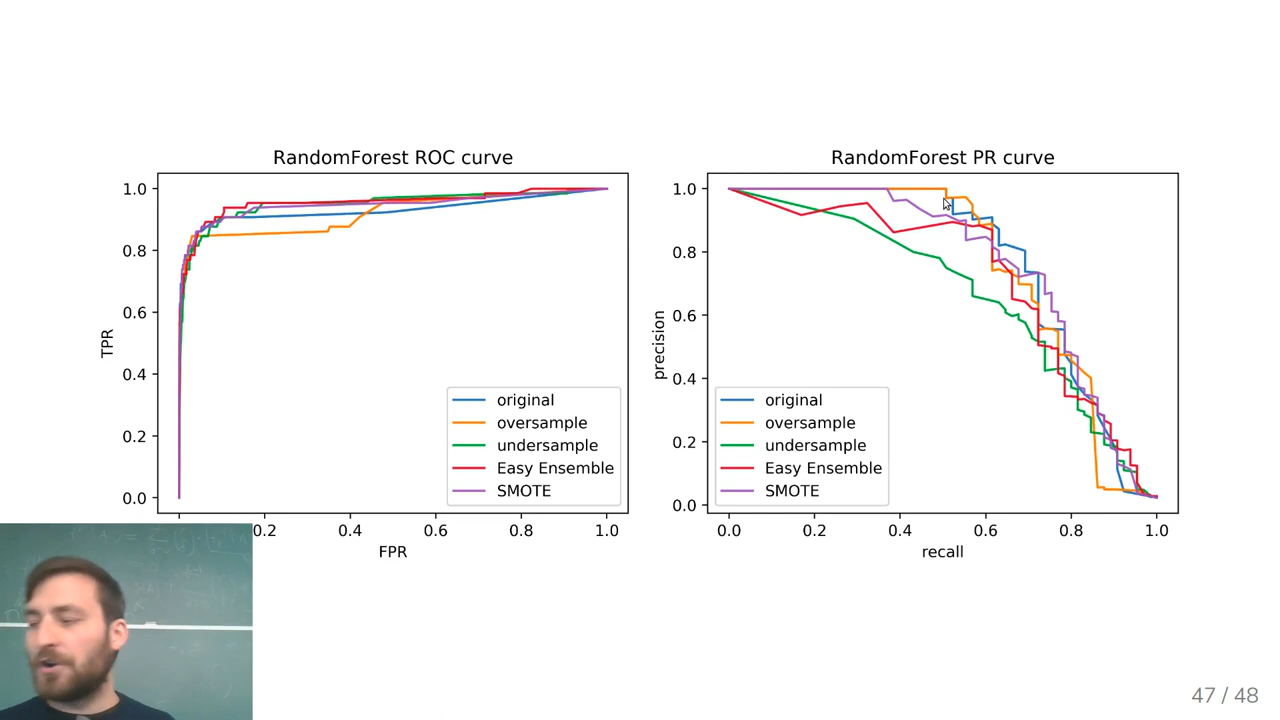 RandomForest ROC curve
1.0
0.8
0.6
0.4
0.2
0.0
TPR
original
oversample
undersample
Easy Ensemble
SMOTE
0.2 0.4 0.6 0.8 1.0
FPR
RandomForest PR curve
1.0
0.8
0.6
0.4
0.2
0.0
precision
original
oversample
undersample
Easy Ensemble
SMOTE
0.0 0.2 0.4 0.6 0.8 1.0
recall
47 / 48